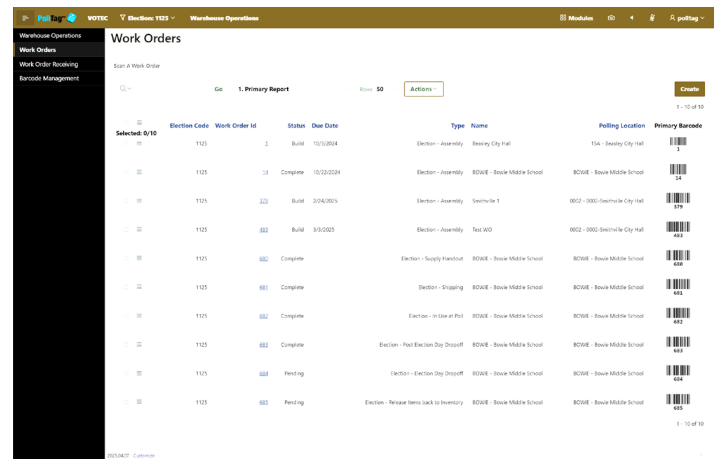 PollTag VOTEC Election: 1125 Warehouse Operations Modules polltag
Warehouse Operations
Work Orders
Work Order Receiving
Barcode Management
Work Orders
Scan A Work Order
Go 1. Primary Report Rows 50 Actions Create
1 - 10 of 10
Selected: 0/10 Election Code Work Order Id Status Due Date Type Name Polling Location Primary Barcode
1125 1 Build 10/3/2024 Election - Assembly Beasley City Hall 15A - Beasley City Hall 1
1125 14 Complete 10/22/2024 Election - Assembly BOWIE - Bowie Middle School BOWIE - Bowie Middle School 14
1125 379 Build 2/24/2025 Election - Assembly Smithville 1 0002 - 0002-Smithville City Hall 379
1125 483 Build 3/3/2025 Election - Assembly Test WO 0002 - 0002-Smithville City Hall 483
1125 680 Complete Election - Supply Handout BOWIE - Bowie Middle School BOWIE - Bowie Middle School 680
1125 681 Complete Election - Shipping BOWIE - Bowie Middle School BOWIE - Bowie Middle School 681
1125 682 Complete Election - In Use at Poll BOWIE - Bowie Middle School BOWIE - Bowie Middle School 682
1125 683 Complete Election - Post Election Day Dropoff BOWIE - Bowie Middle School BOWIE - Bowie Middle School 683
1125 684 Pending Election - Election Day Dropoff BOWIE - Bowie Middle School BOWIE - Bowie Middle School 684
1125 685 Pending Election - Release Items back to Inventory BOWIE - Bowie Middle School BOWIE - Bowie Middle School 685
1 - 10 of 10
Customize